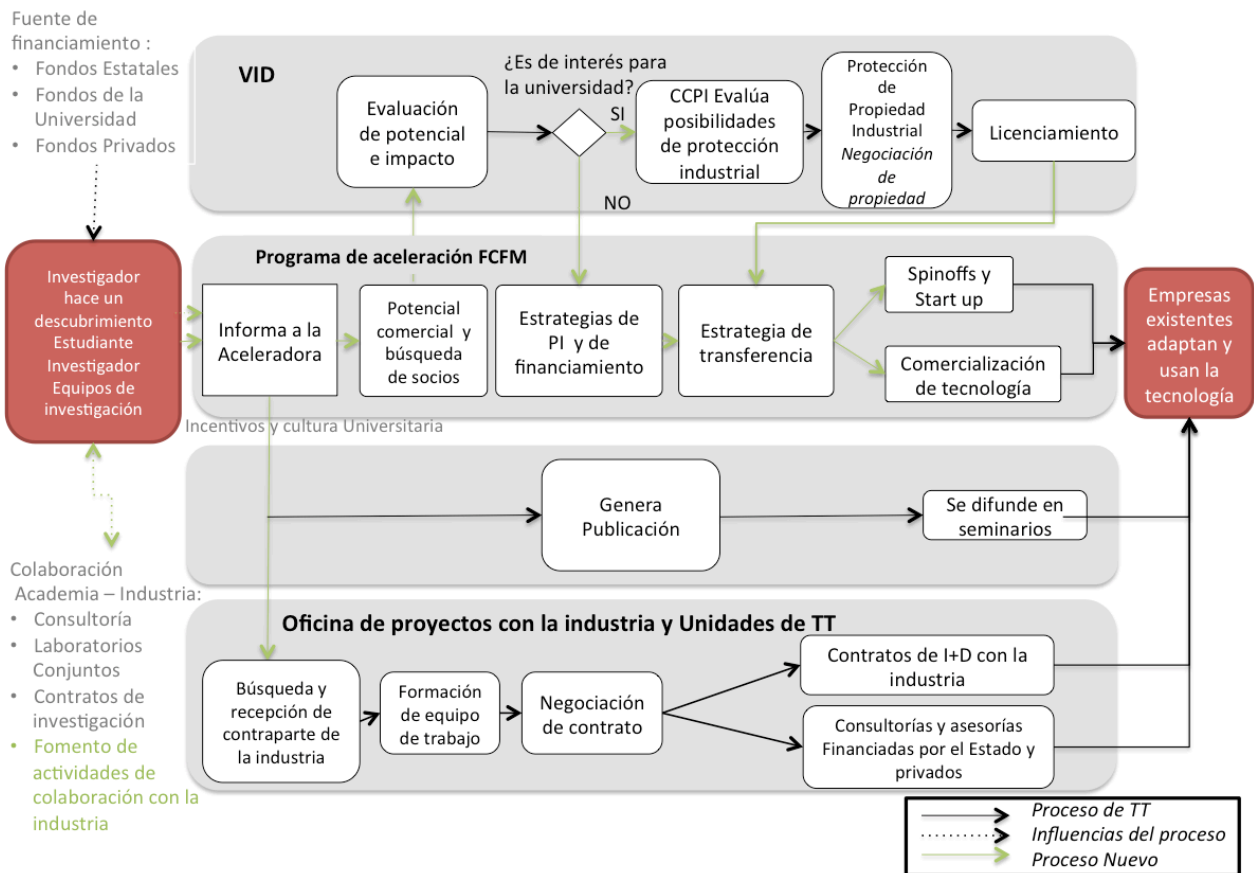 Fuente de
financiamiento :
• Fondos Estatales
• Fondos de la
Universidad
• Fondos Privados
VID
Evaluación
de potencial
e impacto
¿Es de interés para
la universidad?
SI
NO
CCPI Evalúa
posibilidades
de protección
industrial
Protección
de
Propiedad
Industrial
Negociación
de
propiedad
Licenciamiento
Investigador
hace un
descubrimiento
Estudiante
Investigador
Equipos de
investigación
Programa de aceleración FCFM
Informa a la
Aceleradora
Potencial
comercial y
búsqueda
de socios
Estrategias de
PI y de
financiamiento
Estrategia de
transferencia
Spinoffs y
Start up
Comercialización
de tecnología
Empresas
existentes
adaptan y
usan la
tecnología
Incentivos y cultura Universitaria
Genera
Publicación
Se difunde en
seminarios
Colaboración
Academia – Industria:
• Consultoría
• Laboratorios
Conjuntos
• Contratos de
investigación
• Fomento de
actividades de
colaboración con la
industria
Oficina de proyectos con la industria y Unidades de TT
Búsqueda y
recepción de
contraparte de
la industria
Formación
de equipo
de trabajo
Negociación
de contrato
Contratos de I+D con la
industria
Consultorías y asesorías
Financiadas por el Estado y
privados
Proceso de TT
Influencias del proceso
Proceso Nuevo